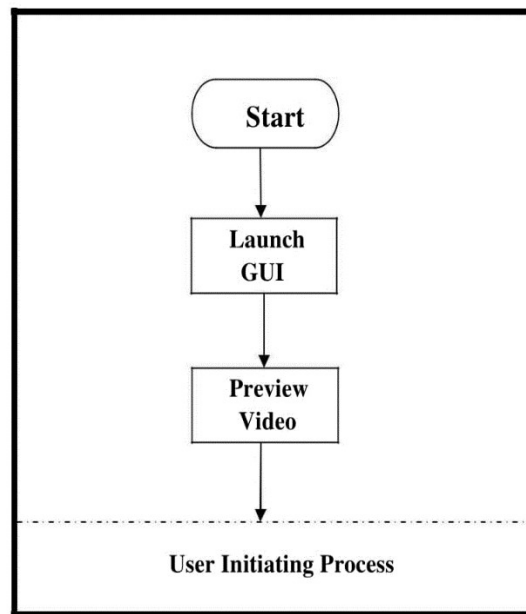 Start
Launch
GUI
Preview
Video
User Initiating Process